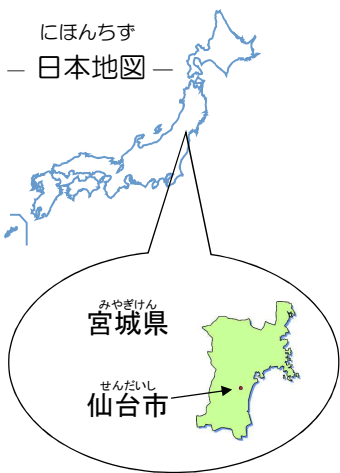 にほんちず
― 日本地図 ―
みやぎけん
宮城県
せんだいし
仙台市